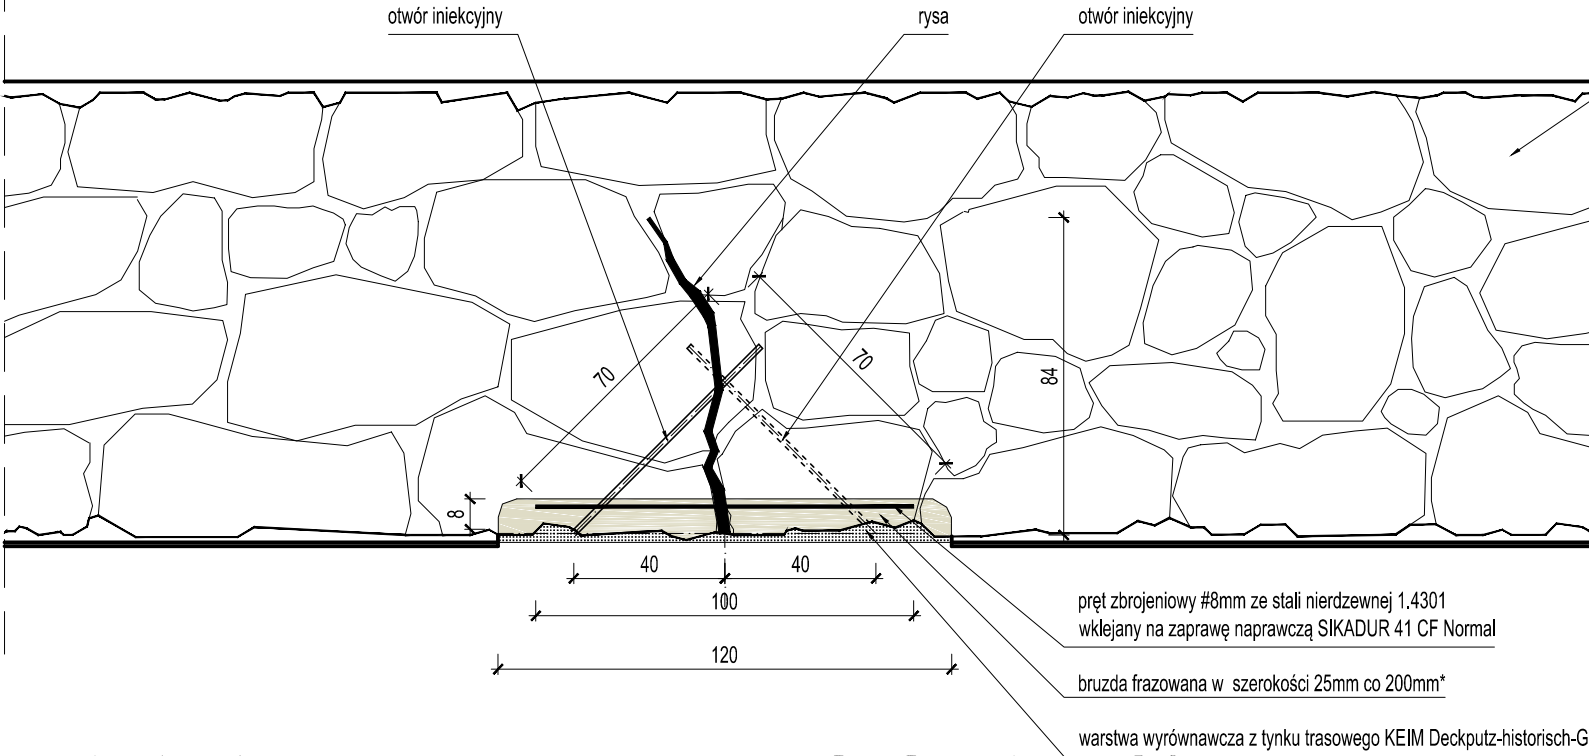 otwór iniekcyjny
rysa
otwór iniekcyjny
70
70
84
8
40
40
100
120
pręt zbrojeniowy #8mm ze stali nierdzewnej 1.4301
wklejany na zaprawę naprawczą SIKADUR 41 CF Normal
bruzda frazowana w szerokości 25mm co 200mm*
warstwa wyrównawcza z tynku trasowego KEIM Deckputz-historisch-G